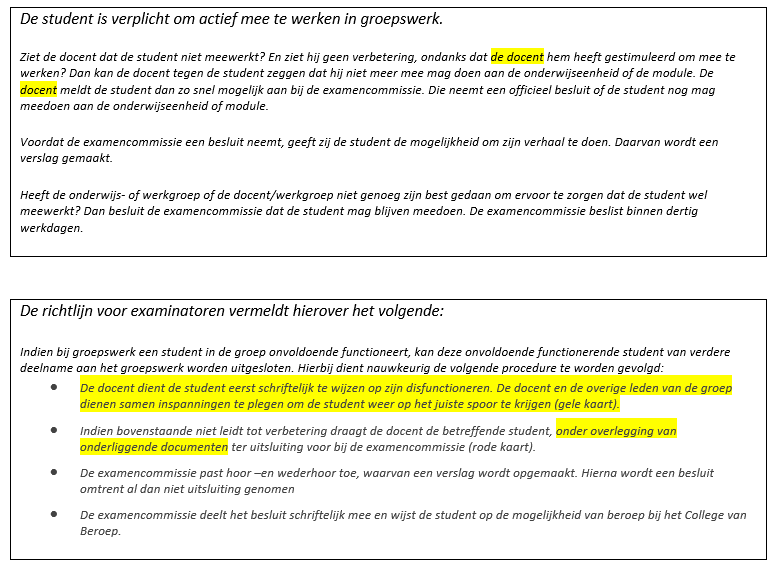 De student is verplicht om actief mee te werken in groepswerk.
Ziet de docent dat de student niet meewerkt? En ziet hij geen verbetering, ondanks dat de docent hem heeft gestimuleerd om mee te
werken? Dan kan de docent tegen de student zeggen dat hij niet meer mee mag doen aan de onderwijseenheid of de module. De
docent meldt de student dan zo snel mogelijk aan bij de examencommissie. Die neemt een officieel besluit of de student nog mag
meedoen aan de onderwijseenheid of module.
Voordat de examencommissie een besluit neemt, geeft zij de student de mogelijkheid om zijn verhaal te doen. Daarvan wordt een
verslag gemaakt.
Heeft de onderwijs- of werkgroep of de docent/werkgroep niet genoeg zijn best gedaan om ervoor te zorgen dat de student wel
meewerkt? Dan besluit de examencommissie dat de student mag blijven meedoen. De examencommissie beslist binnen dertig
werkdagen.
De richtlijn voor examinatoren vermeldt hierover het volgende:
Indien bij groepswerk een student in de groep onvoldoende functioneert, kan deze onvoldoende functionerende student van verdere
deelname aan het groepswerk worden uitgesloten. Hierbij dient nauwkeurig de volgende procedure te worden gevolgd:
• De docent dient de student eerst schriftelijk te wijzen op zijn disfunctioneren. De docent en de overige leden van de groep
dienen samen inspanningen te plegen om de student weer op het juiste spoor te krijgen (gele kaart).
• Indien bovenstaande niet leidt tot verbetering draagt de docent de betreffende student, onder overlegging van
onderliggende documenten ter uitsluiting voor bij de examencommissie (rode kaart).
• De examencommissie past hoor –en wederhoor toe, waarvan een verslag wordt opgemaakt. Hierna wordt een besluit
omtrent al dan niet uitsluiting genomen
• De examencommissie deelt het besluit schriftelijk mee en wijst de student op de mogelijkheid van beroep bij het College van
Beroep.